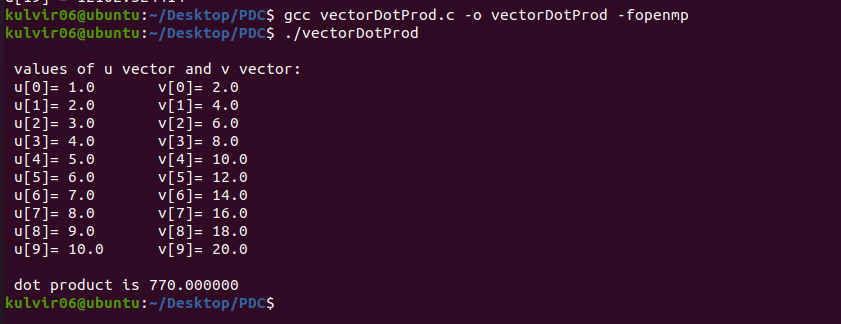 kulvir06@ubuntu:~/Desktop/PDC$ gcc vectorDotProd.c -o vectorDotProd -fopenmp
kulvir06@ubuntu:~/Desktop/PDC$ ./vectorDotProd
values of u vector and v vector:
u[0]= 1.0 v[0]= 2.0
u[1]= 2.0 v[1]= 4.0
u[2]= 3.0 v[2]= 6.0
u[3]= 4.0 v[3]= 8.0
u[4]= 5.0 v[4]= 10.0
u[5]= 6.0 v[5]= 12.0
u[6]= 7.0 v[6]= 14.0
u[7]= 8.0 v[7]= 16.0
u[8]= 9.0 v[8]= 18.0
u[9]= 10.0 v[9]= 20.0
dot product is 770.000000
kulvir06@ubuntu:~/Desktop/PDC$